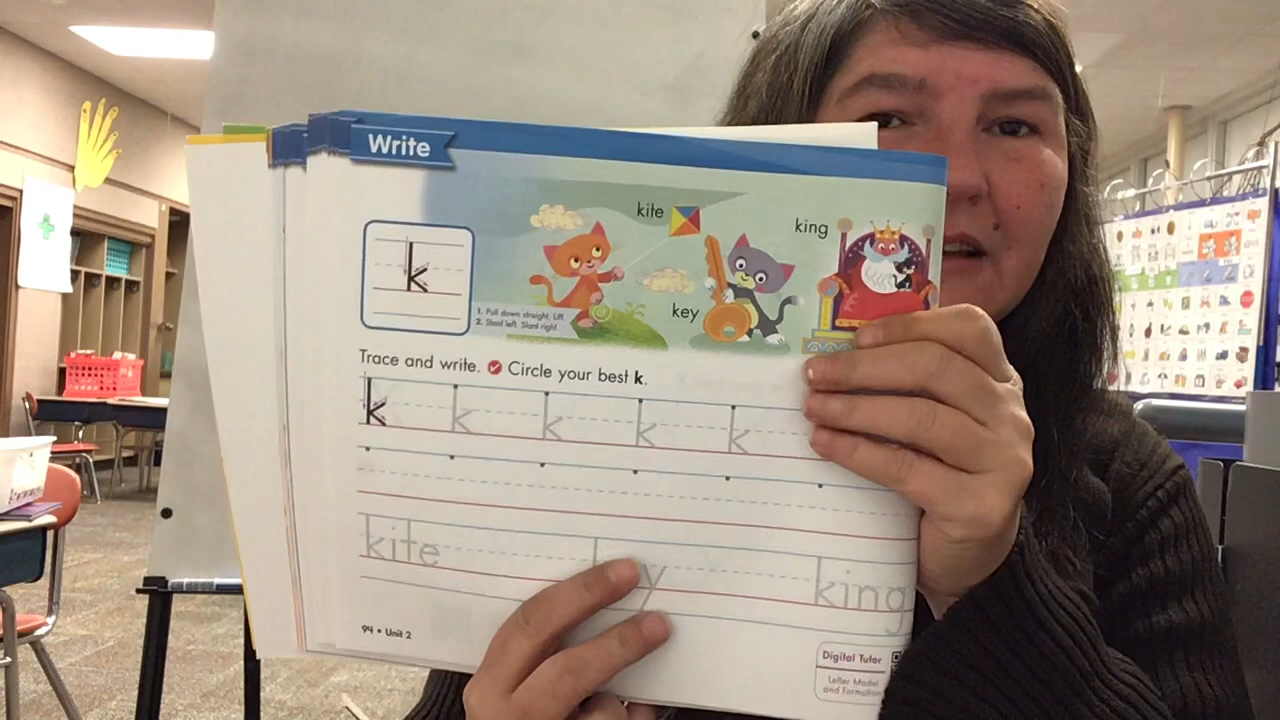 Write
kite
king
key
k
1. Pull down straight. Lift
2. Slant left. Slant right.
Trace and write. Circle your best k.
k k k k k
kite y king
94 • Unit 2
Digital Tutor
Letter Model
and Formation